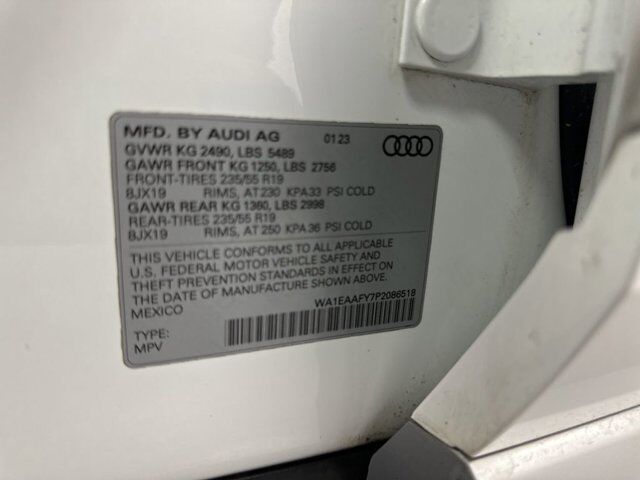 MFD. BY AUDI AG 01 23
GVWR KG 2490, LBS 5489
GAWR FRONT KG 1250, LBS 2756
FRONT-TIRES 235/55 R19
8JX19 RIMS, AT 230 KPA 33 PSI COLD
GAWR REAR KG 1360, LBS 2998
REAR-TIRES 235/55 R19
8JX19 RIMS, AT 250 KPA 36 PSI COLD
THIS VEHICLE CONFORMS TO ALL APPLICABLE
U.S. FEDERAL MOTOR VEHICLE SAFETY AND
THEFT PREVENTION STANDARDS IN EFFECT ON
THE DATE OF MANUFACTURE SHOWN ABOVE
MEXICO WA1EAAFY7P2086518
TYPE:
MPV